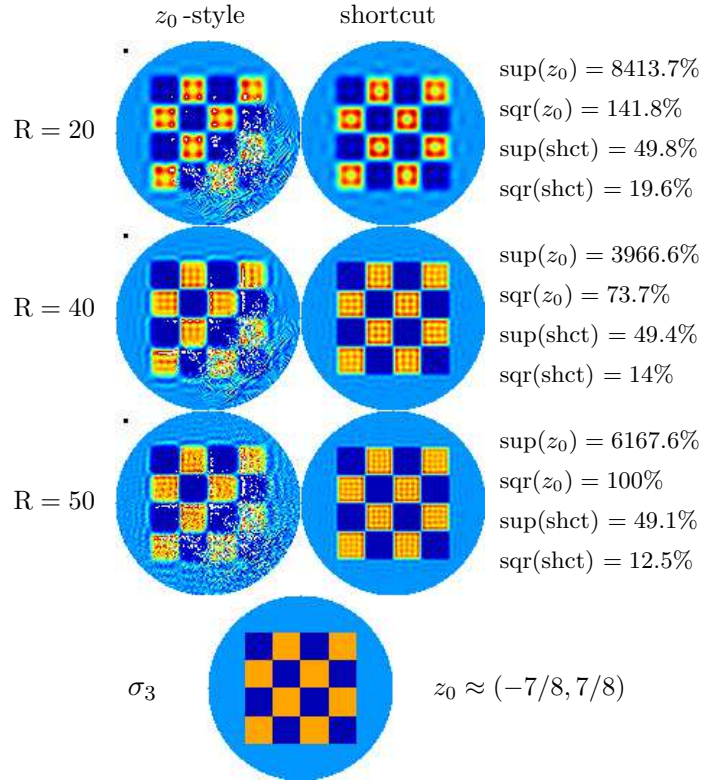 z₀-style shortcut
R = 20
sup(z₀) = 8413.7%
sqr(z₀) = 141.8%
sup(shct) = 49.8%
sqr(shct) = 19.6%
R = 40
sup(z₀) = 3966.6%
sqr(z₀) = 73.7%
sup(shct) = 49.4%
sqr(shct) = 14%
R = 50
sup(z₀) = 6167.6%
sqr(z₀) = 100%
sup(shct) = 49.1%
sqr(shct) = 12.5%
σ₃ z₀ ≈ (−7/8, 7/8)